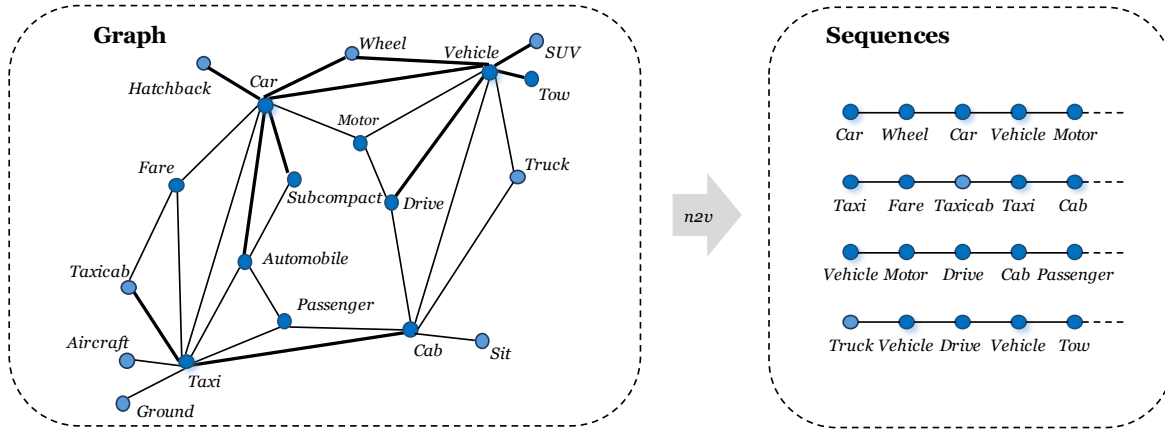 Graph
Wheel
Vehicle
SUV
Hatchback
Car
Tow
Motor
Truck
Fare
Subcompact
Drive
Automobile
Taxicab
Passenger
Aircraft
Cab
Sit
Taxi
Ground
n2v
Sequences
Car Wheel Car Vehicle Motor
Taxi Fare Taxicab Taxi Cab
Vehicle Motor Drive Cab Passenger
Truck Vehicle Drive Vehicle Tow